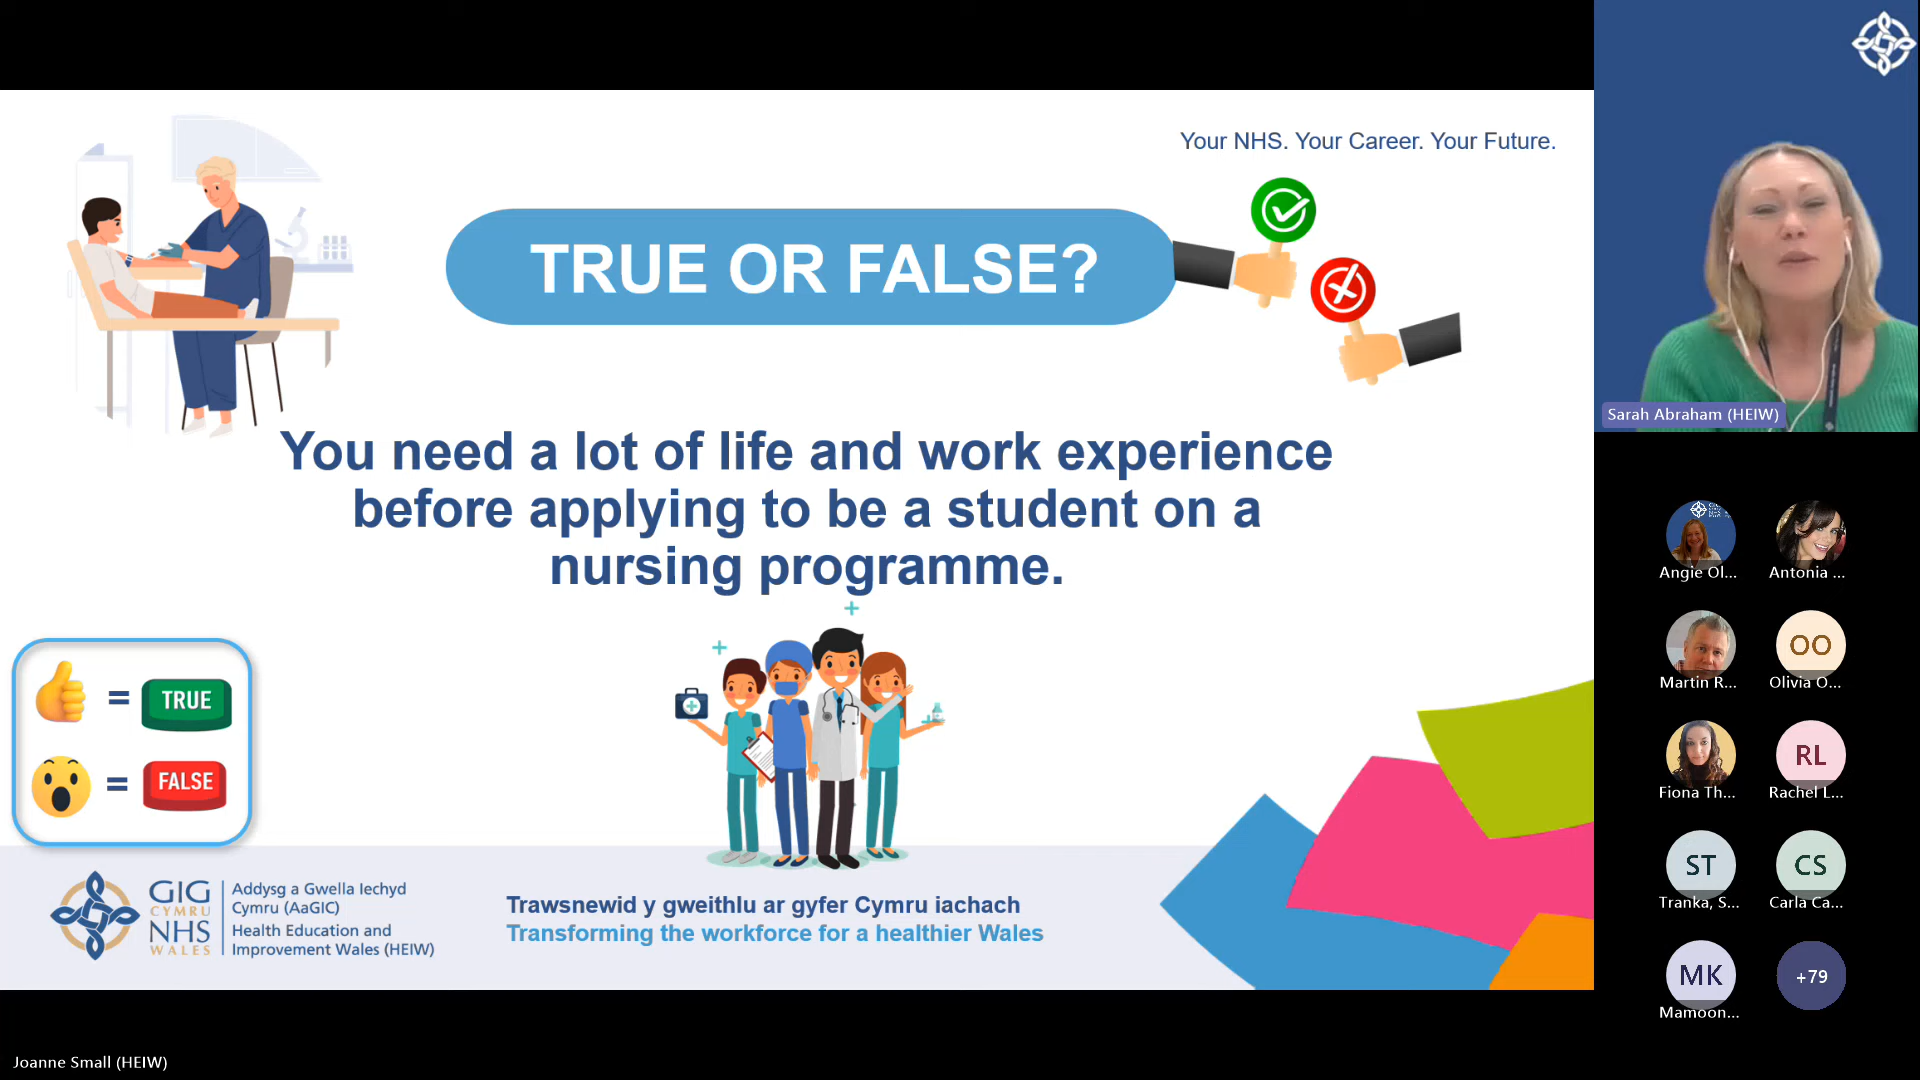 Your NHS. Your Career. Your Future.
TRUE OR FALSE?
You need a lot of life and work experience
before applying to be a student on a
nursing programme.
= TRUE
= FALSE
GIG
CYMRU
NHS
WALES
Addysg a Gwella Iechyd
Cymru (AaGIC)
Health Education and
Improvement Wales (HEIW)
Trawsnewid y gweithlu ar gyfer Cymru iachach
Transforming the workforce for a healthier Wales
Sarah Abraham (HEIW)
Angie Ol...
Antonia ...
Martin R...
OO
Olivia O...
Fiona Th...
RL
Rachel L...
ST
Tranka, S...
CS
Carla Ca...
MK
Mamoon...
+79
Joanne Small (HEIW)